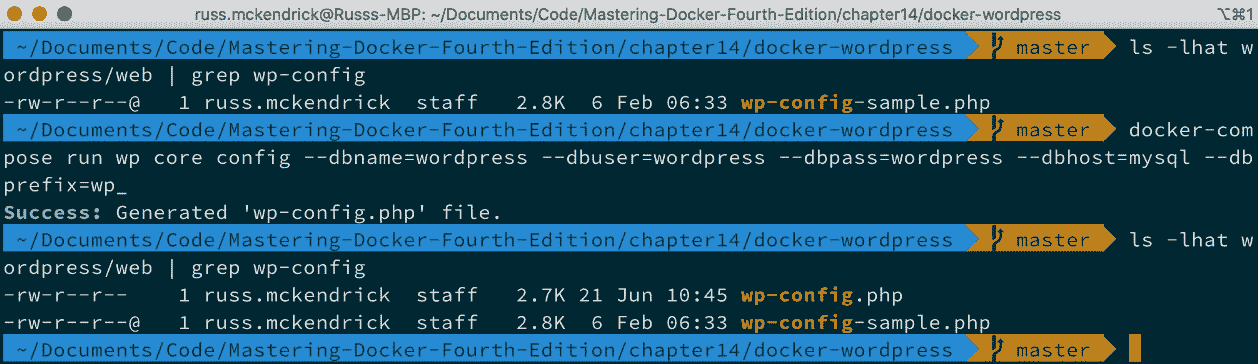 russ.mckendrick@Russs-MBP: ~/Documents/Code/Mastering-Docker-Fourth-Edition/chapter14/docker-wordpress ⌥⌘1
~/Documents/Code/Mastering-Docker-Fourth-Edition/chapter14/docker-wordpress master ls -lhat w
ordpress/web | grep wp-config
-rw-r--r--@ 1 russ.mckendrick staff 2.8K 6 Feb 06:33 wp-config-sample.php
~/Documents/Code/Mastering-Docker-Fourth-Edition/chapter14/docker-wordpress master docker-com
pose run wp core config --dbname=wordpress --dbuser=wordpress --dbpass=wordpress --dbhost=mysql --db
prefix=wp_
Success: Generated 'wp-config.php' file.
~/Documents/Code/Mastering-Docker-Fourth-Edition/chapter14/docker-wordpress master ls -lhat w
ordpress/web | grep wp-config
-rw-r--r-- 1 russ.mckendrick staff 2.7K 21 Jun 10:45 wp-config.php
-rw-r--r--@ 1 russ.mckendrick staff 2.8K 6 Feb 06:33 wp-config-sample.php
~/Documents/Code/Mastering-Docker-Fourth-Edition/chapter14/docker-wordpress master